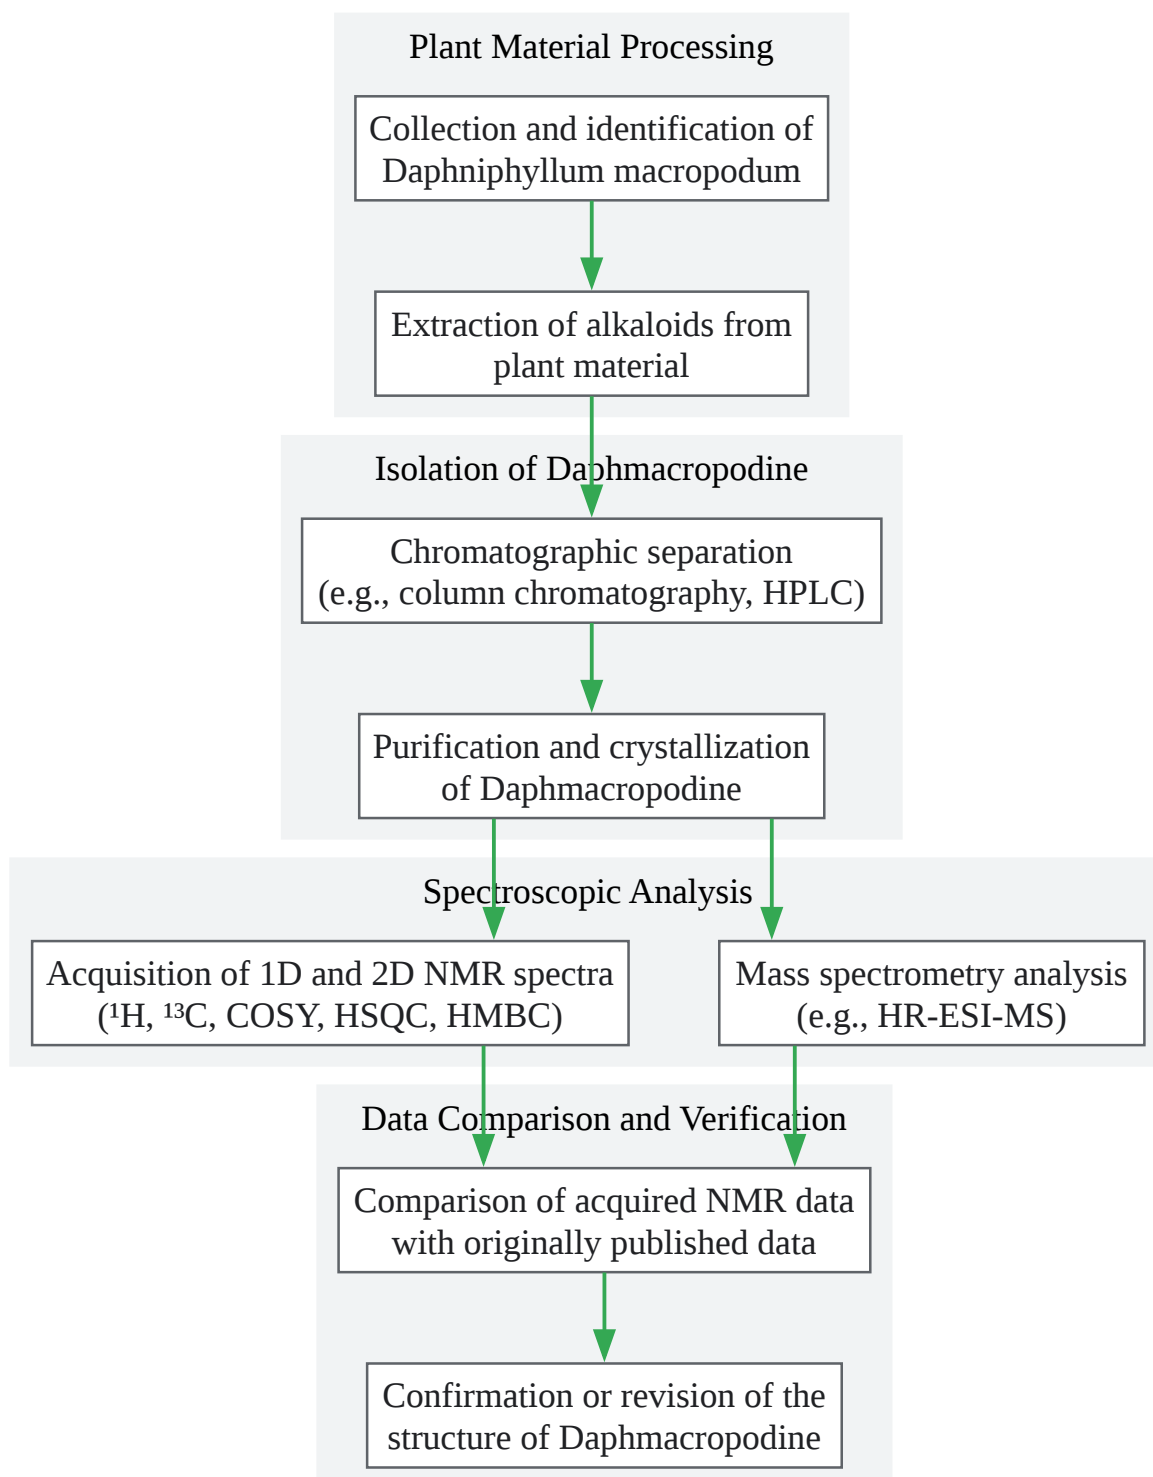 Plant Material Processing
Collection and identification of
Daphniphyllum macropodum
Extraction of alkaloids from
plant material
Isolation of Daphmacropodine
Chromatographic separation
(e.g., column chromatography, HPLC)
Purification and crystallization
of Daphmacropodine
Spectroscopic Analysis
Acquisition of 1D and 2D NMR spectra
(¹H, ¹³C, COSY, HSQC, HMBC)
Mass spectrometry analysis
(e.g., HR-ESI-MS)
Data Comparison and Verification
Comparison of acquired NMR data
with originally published data
Confirmation or revision of the
structure of Daphmacropodine